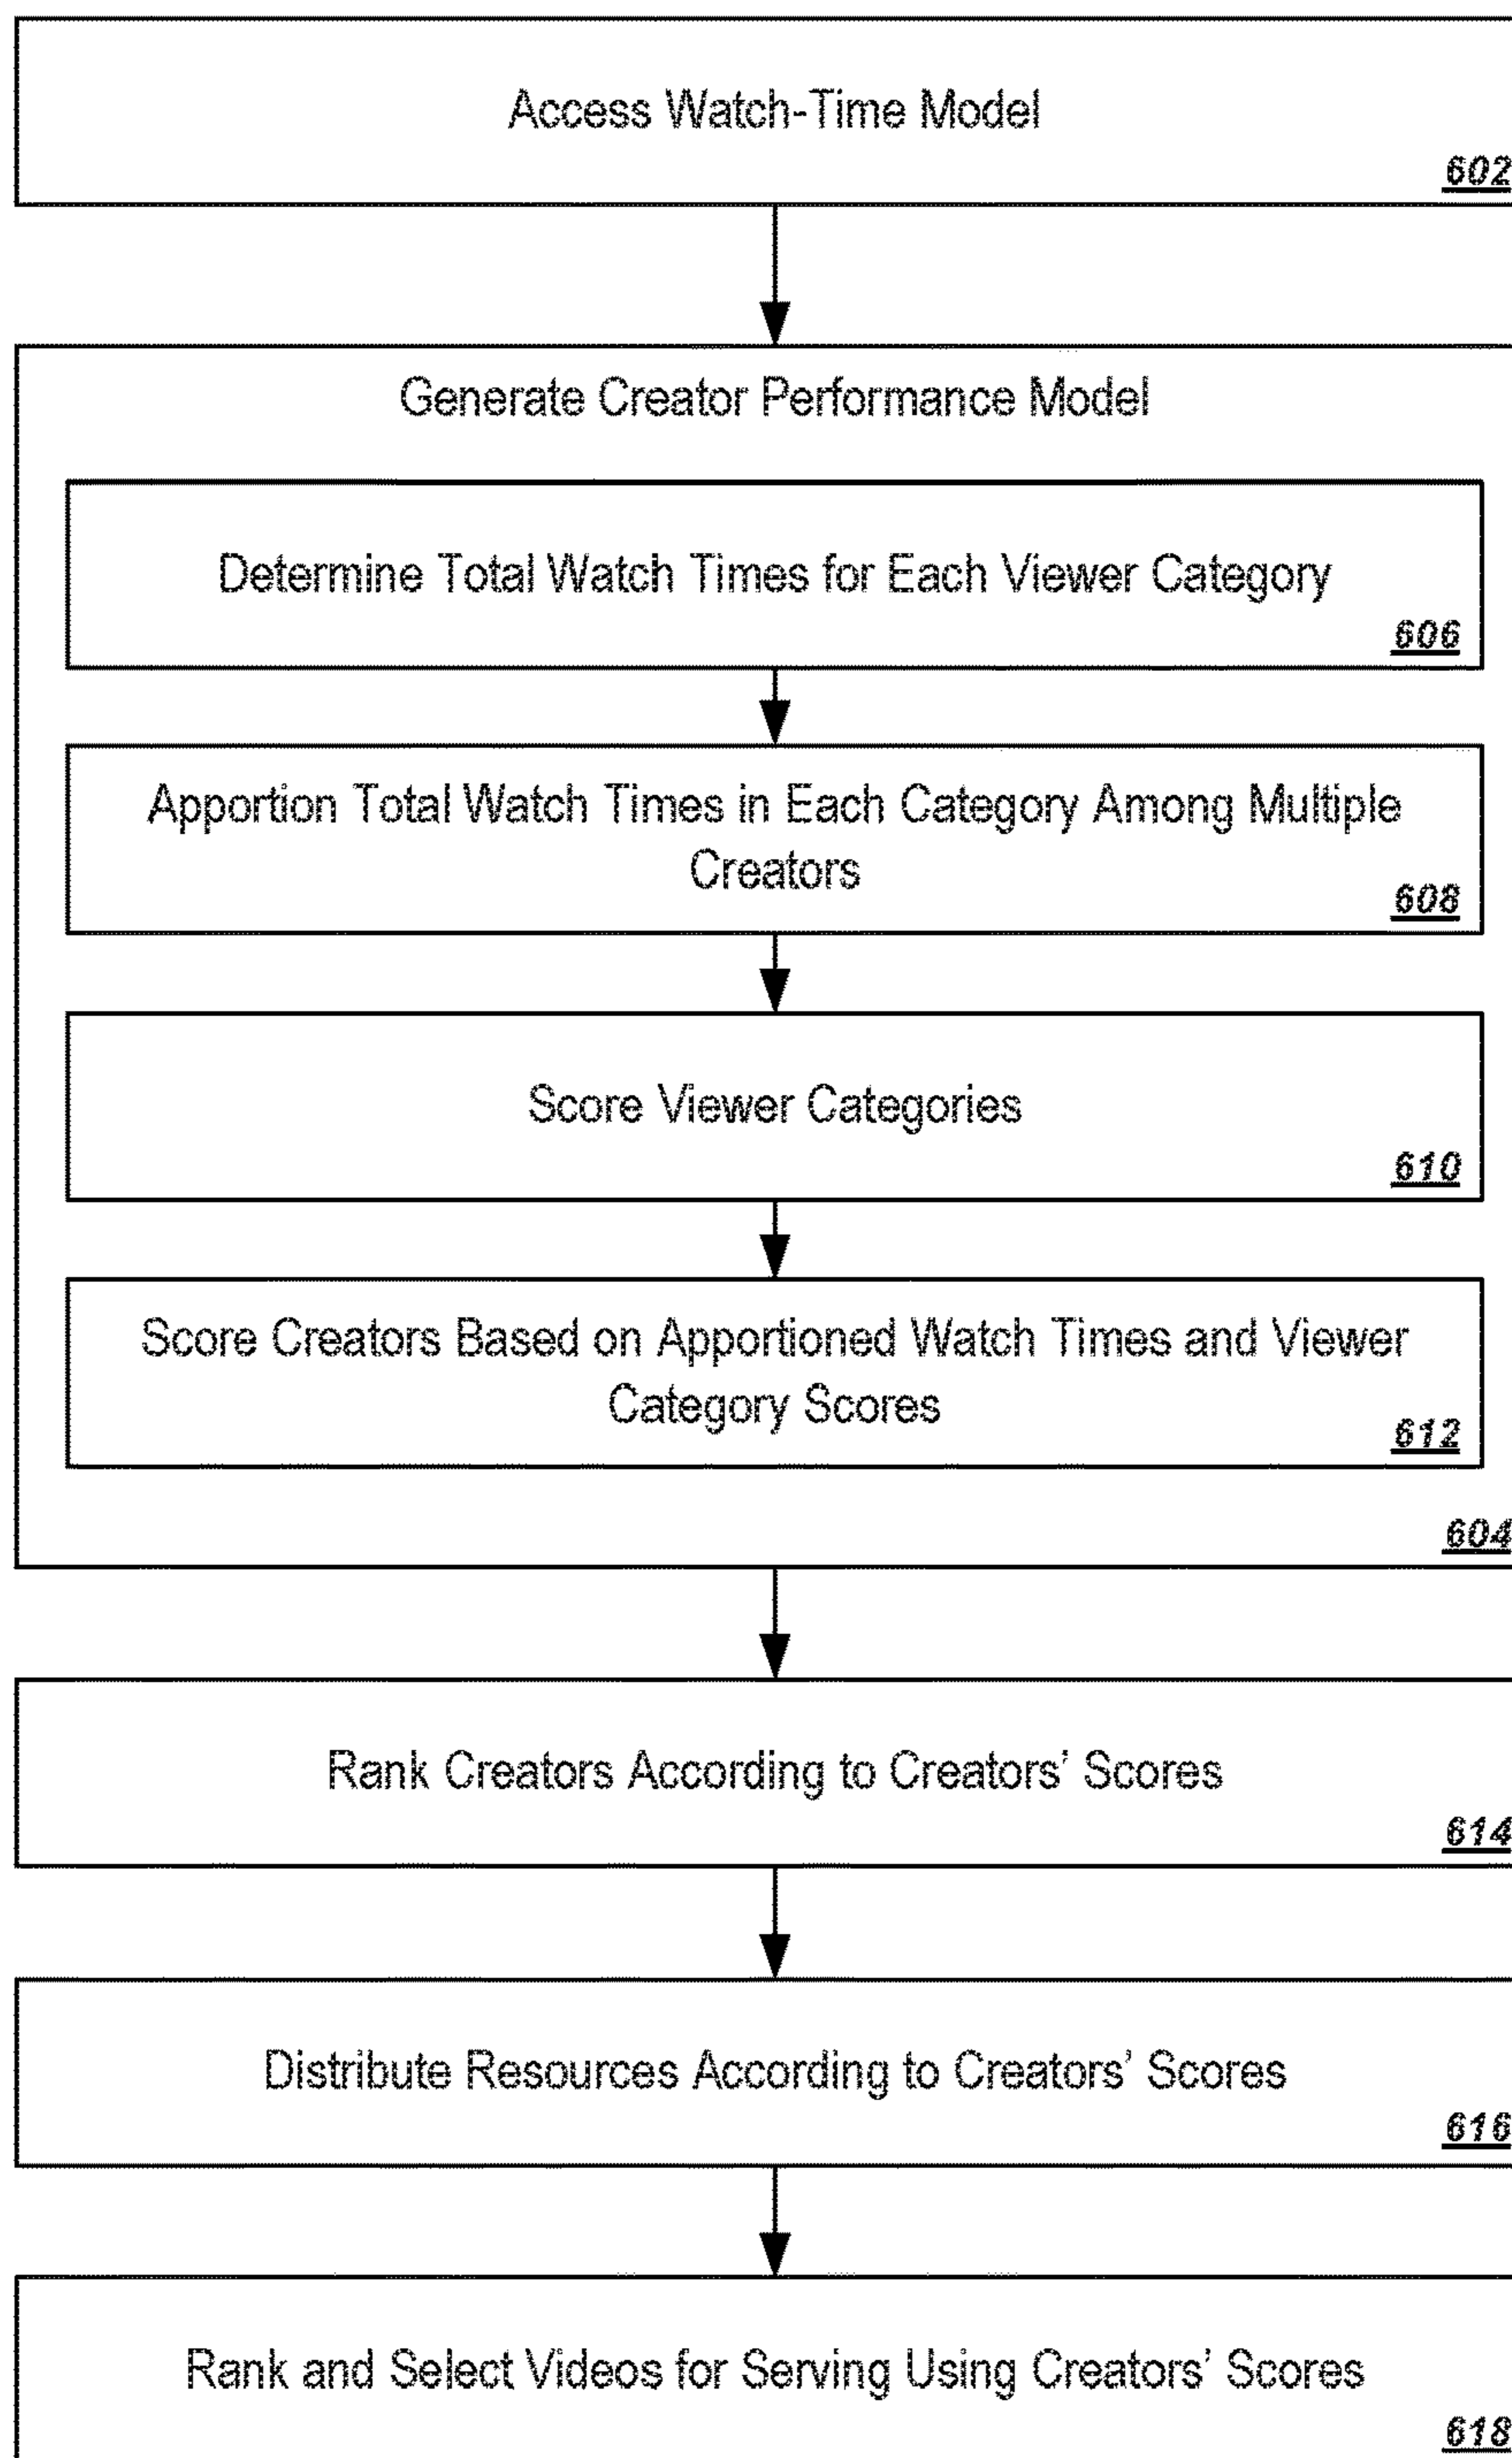 Access Watch-Time Model
602
Generate Creator Performance Model
Determine Total Watch Times for Each Viewer Category
606
Apportion Total Watch Times in Each Category Among Multiple
Creators
608
Score Viewer Categories
610
Score Creators Based on Apportioned Watch Times and Viewer
Category Scores
612
604
Rank Creators According to Creators' Scores
614
Distribute Resources According to Creators' Scores
616
Rank and Select Videos for Serving Using Creators' Scores
618